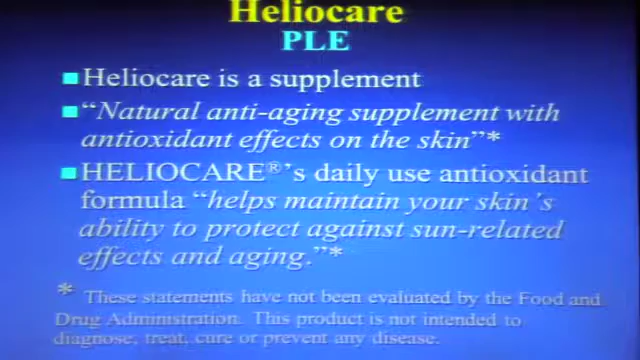 Heliocare
PLE
Heliocare is a supplement
"Natural anti-aging supplement with
antioxidant effects on the skin"*
HELIOCARE®'s daily use antioxidant
formula "helps maintain your skin´s
ability to protect against sun-related
effects and aging."*
* These statements have not been evaluated by the Food and
Drug Administration. This product is not intended to
diagnose, treat, cure or prevent any disease.